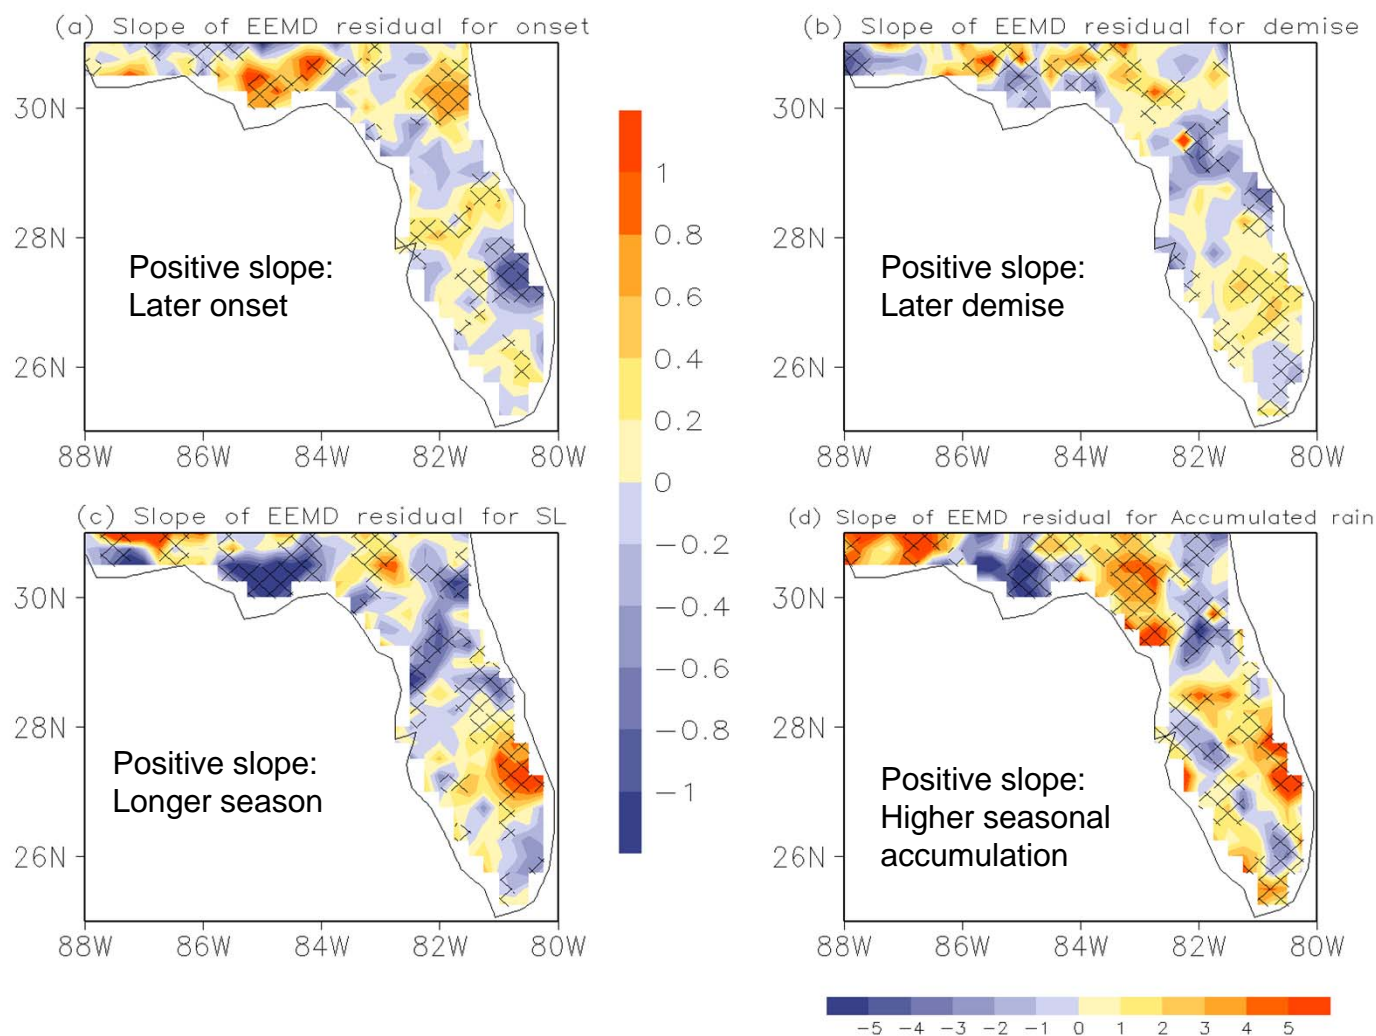 (a) Slope of EEMD residual for onset
30N
28N
26N
88W 86W 84W 82W 80W
Positive slope:
Later onset
1
0.8
0.6
0.4
0.2
0
−0.2
−0.4
−0.6
−0.8
−1
(b) Slope of EEMD residual for demise
30N
28N
26N
88W 86W 84W 82W 80W
Positive slope:
Later demise
(c) Slope of EEMD residual for SL
30N
28N
26N
88W 86W 84W 82W 80W
Positive slope:
Longer season
(d) Slope of EEMD residual for Accumulated rain
30N
28N
26N
88W 86W 84W 82W 80W
Positive slope:
Higher seasonal
accumulation
−5 −4 −3 −2 −1 0 1 2 3 4 5